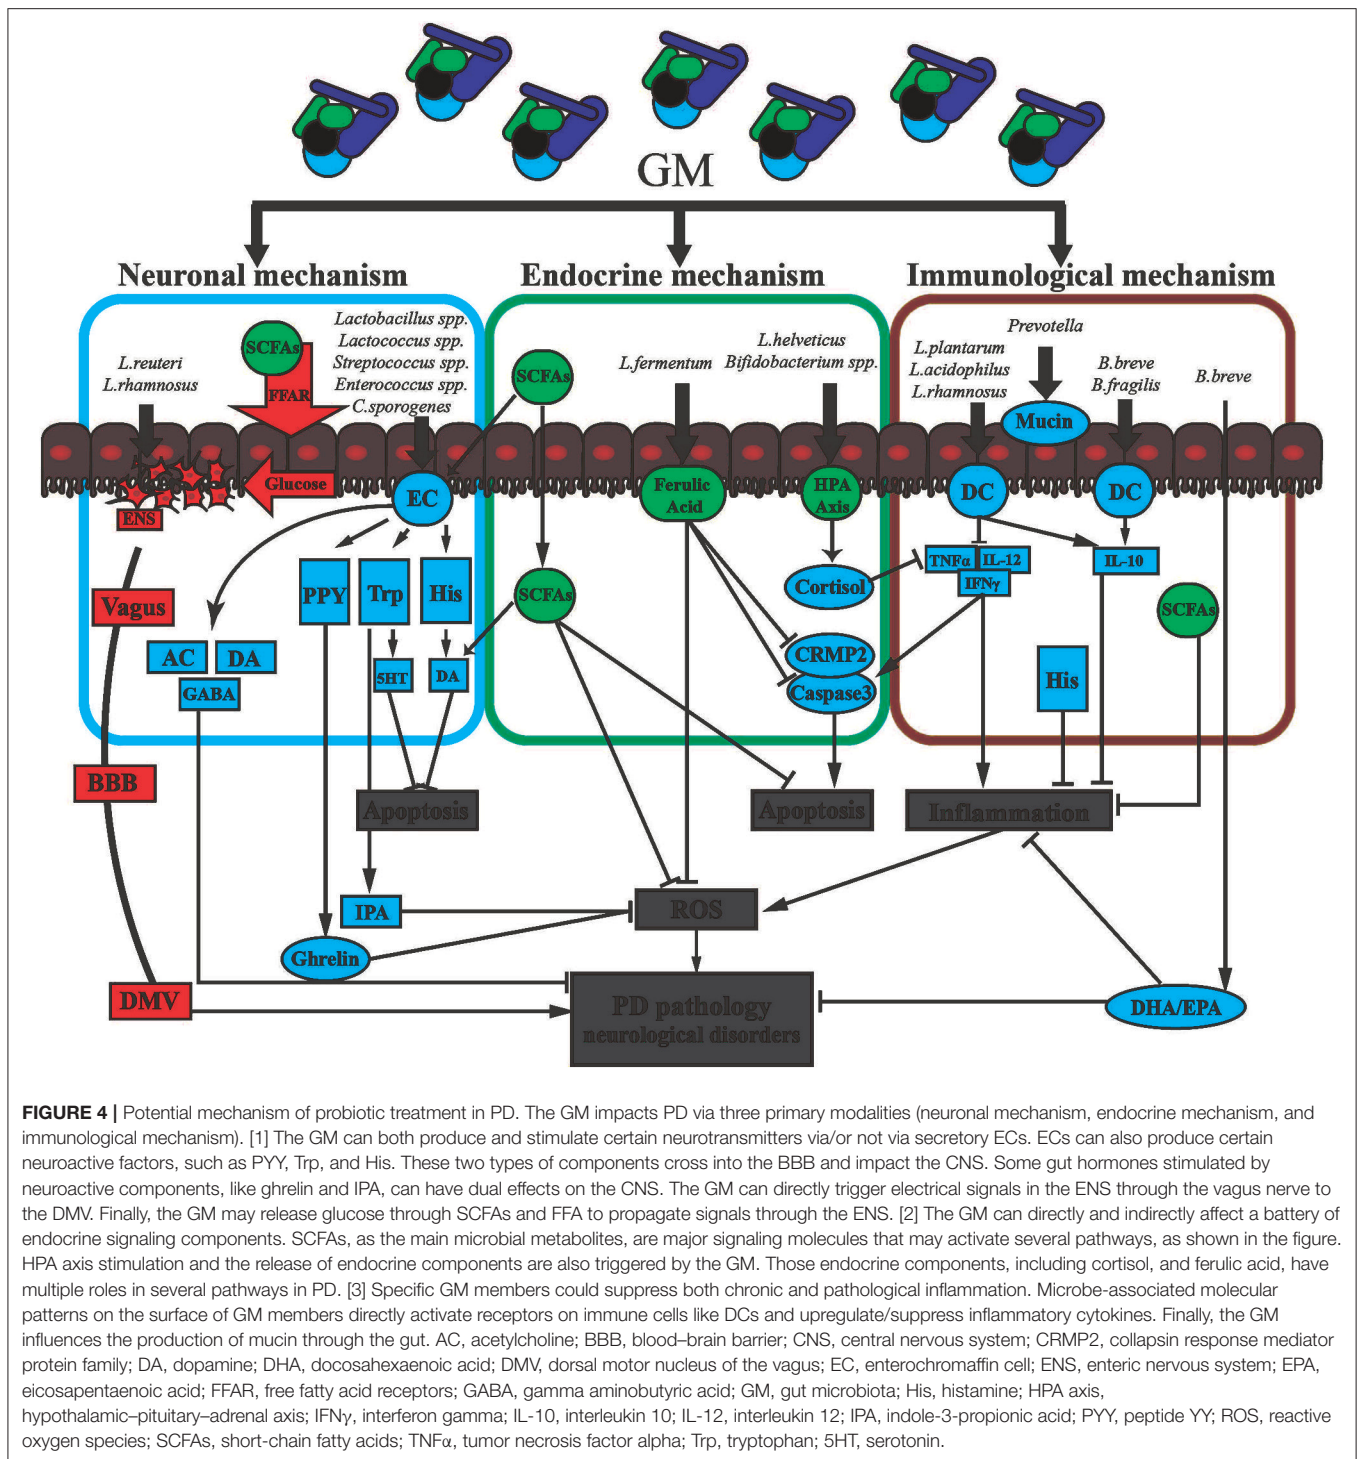 GM
Neuronal mechanism
Endocrine mechanism
Immunological mechanism
L.reuteri
L.rhamnosus
SCFAs
FFAR
Lactobacillus spp.
Lactococcus spp.
Streptococcus spp.
Enterococcus spp.
C.sporogenes
SCFAs
L.fermentum
L.helveticus
Bifidobacterium spp.
L.plantarum
L.acidophilus
L.rhamnosus
Prevotella
Mucin
B.breve
B.fragilis
B.breve
ENS
Glucose
EC
Ferulic
Acid
HPA
Axis
DC
DC
Vagus
PPY
Trp
His
SCFAs
Cortisol
TNFα
IL-12
IFNγ
IL-10
SCFAs
AC
DA
GABA
5HT
DA
CRMP2
Caspase3
His
BBB
Apoptosis
Apoptosis
Inflammation
IPA
ROS
Ghrelin
DMV
PD pathology
neurological disorders
DHA/EPA
FIGURE 4 | Potential mechanism of probiotic treatment in PD. The GM impacts PD via three primary modalities (neuronal mechanism, endocrine mechanism, and
immunological mechanism). [1] The GM can both produce and stimulate certain neurotransmitters via/or not via secretory ECs. ECs can also produce certain
neuroactive factors, such as PYY, Trp, and His. These two types of components cross into the BBB and impact the CNS. Some gut hormones stimulated by
neuroactive components, like ghrelin and IPA, can have dual effects on the CNS. The GM can directly trigger electrical signals in the ENS through the vagus nerve to
the DMV. Finally, the GM may release glucose through SCFAs and FFA to propagate signals through the ENS. [2] The GM can directly and indirectly affect a battery of
endocrine signaling components. SCFAs, as the main microbial metabolites, are major signaling molecules that may activate several pathways, as shown in the figure.
HPA axis stimulation and the release of endocrine components are also triggered by the GM. Those endocrine components, including cortisol, and ferulic acid, have
multiple roles in several pathways in PD. [3] Specific GM members could suppress both chronic and pathological inflammation. Microbe-associated molecular
patterns on the surface of GM members directly activate receptors on immune cells like DCs and upregulate/suppress inflammatory cytokines. Finally, the GM
influences the production of mucin through the gut. AC, acetylcholine; BBB, blood–brain barrier; CNS, central nervous system; CRMP2, collapsin response mediator
protein family; DA, dopamine; DHA, docosahexaenoic acid; DMV, dorsal motor nucleus of the vagus; EC, enterochromaffin cell; ENS, enteric nervous system; EPA,
eicosapentaenoic acid; FFAR, free fatty acid receptors; GABA, gamma aminobutyric acid; GM, gut microbiota; His, histamine; HPA axis,
hypothalamic–pituitary–adrenal axis; IFNγ, interferon gamma; IL-10, interleukin 10; IL-12, interleukin 12; IPA, indole-3-propionic acid; PYY, peptide YY; ROS, reactive
oxygen species; SCFAs, short-chain fatty acids; TNFα, tumor necrosis factor alpha; Trp, tryptophan; 5HT, serotonin.